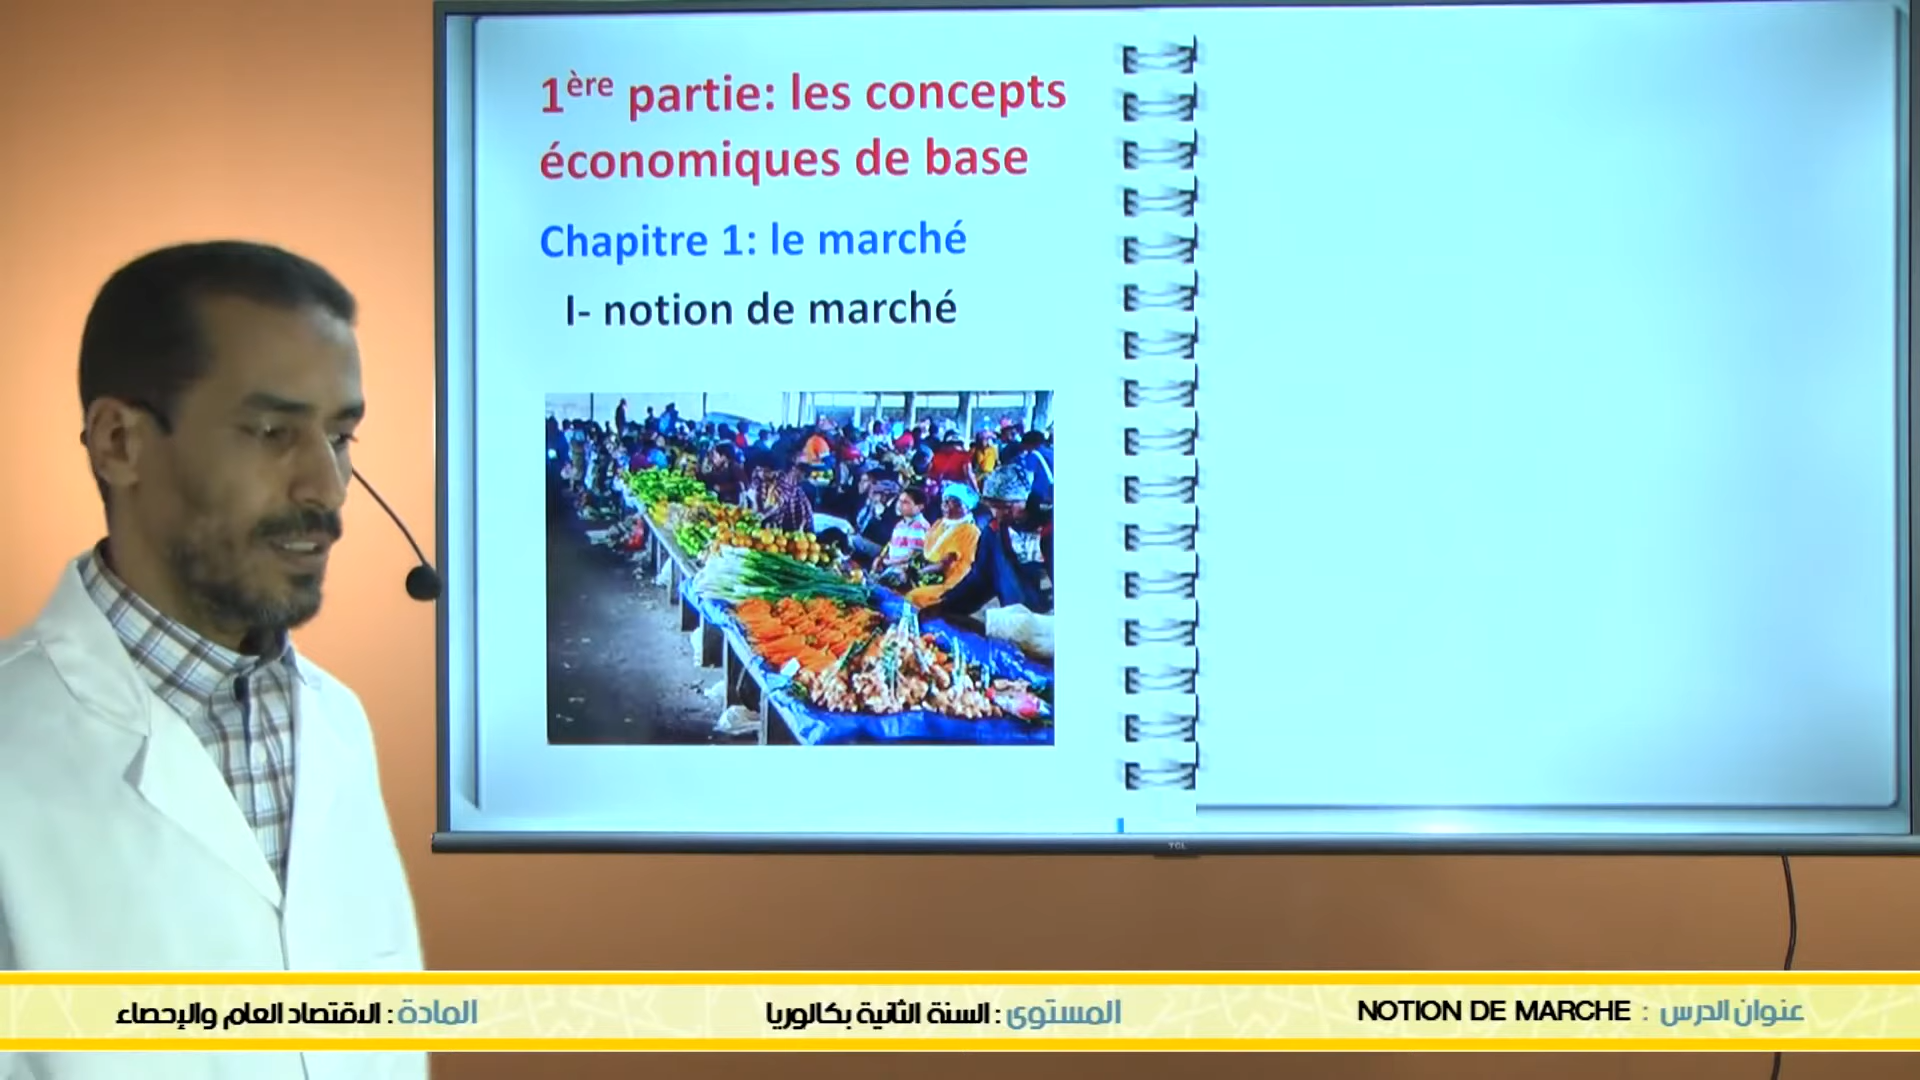 1ère partie: les concepts
économiques de base
Chapitre 1: le marché
I- notion de marché
TCL
عنوان الدرس : NOTION DE MARCHE
المستوى : السنة الثانية بكالوريا
المادة : الاقتصاد العام والإحصاء